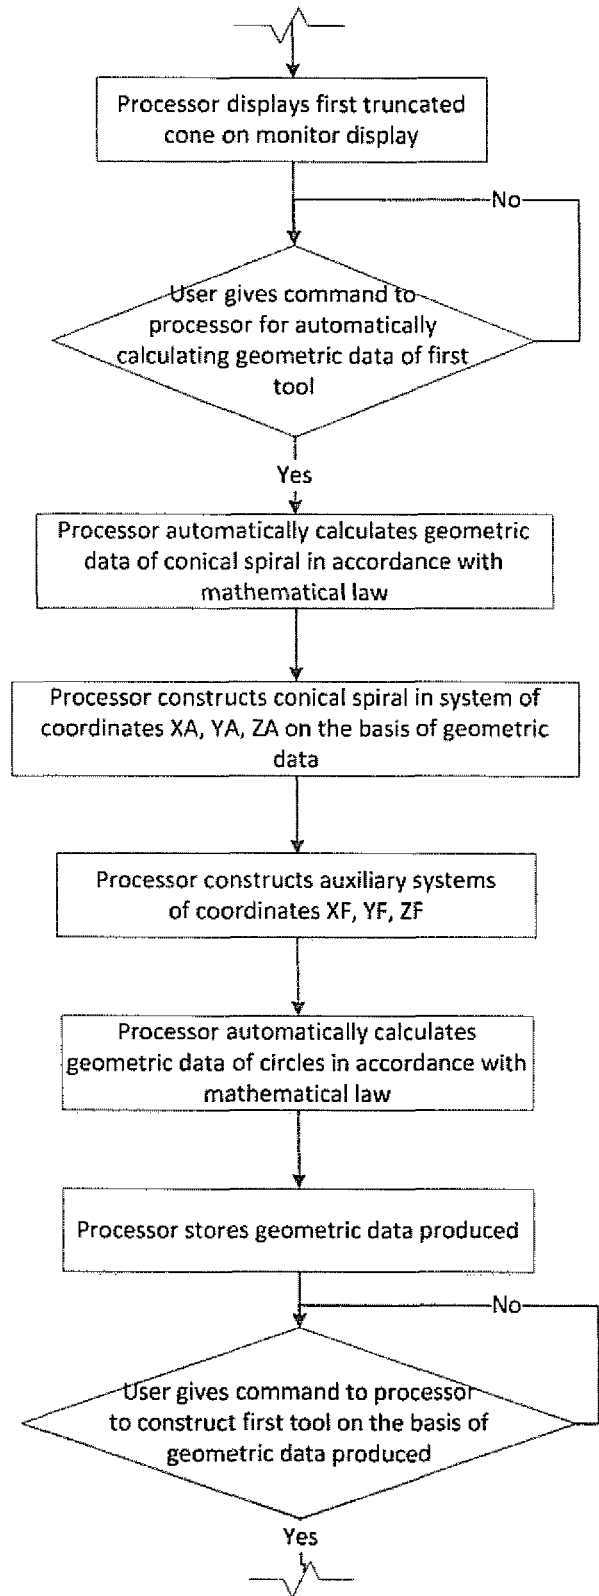 Processor displays first truncated
cone on monitor display
No
User gives command to
processor for automatically
calculating geometric data of first
tool
Yes
Processor automatically calculates geometric
data of conical spiral in accordance with
mathematical law
Processor constructs conical spiral in system of
coordinates XA, YA, ZA on the basis of geometric
data
Processor constructs auxiliary systems
of coordinates XF, YF, ZF
Processor automatically calculates
geometric data of circles in accordance with
mathematical law
Processor stores geometric data produced
No
User gives command to processor
to construct first tool on the basis of
geometric data produced
Yes